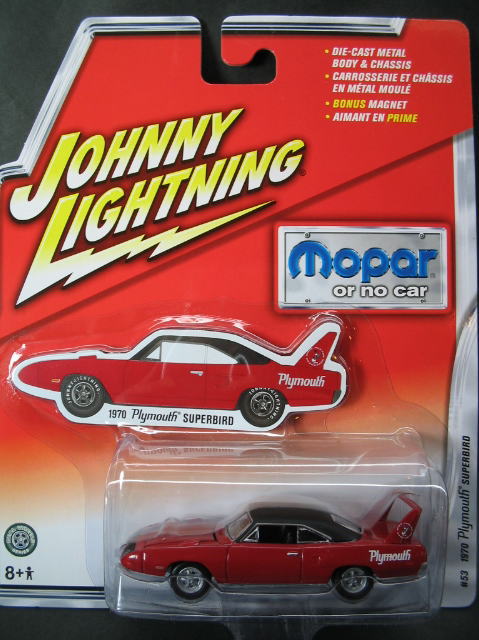 • DIE-CAST METAL
BODY & CHASSIS
• CARROSSERIE ET CHÂSSIS
EN MÉTAL MOULÉ
• BONUS MAGNET
• AIMANT EN PRIME
JOHNNY
LIGHTNING®
Mopar®
or no car
Plymouth
1970 Plymouth® SUPERBIRD
Plymouth
8+
#53 1970 Plymouth® SUPERBIRD